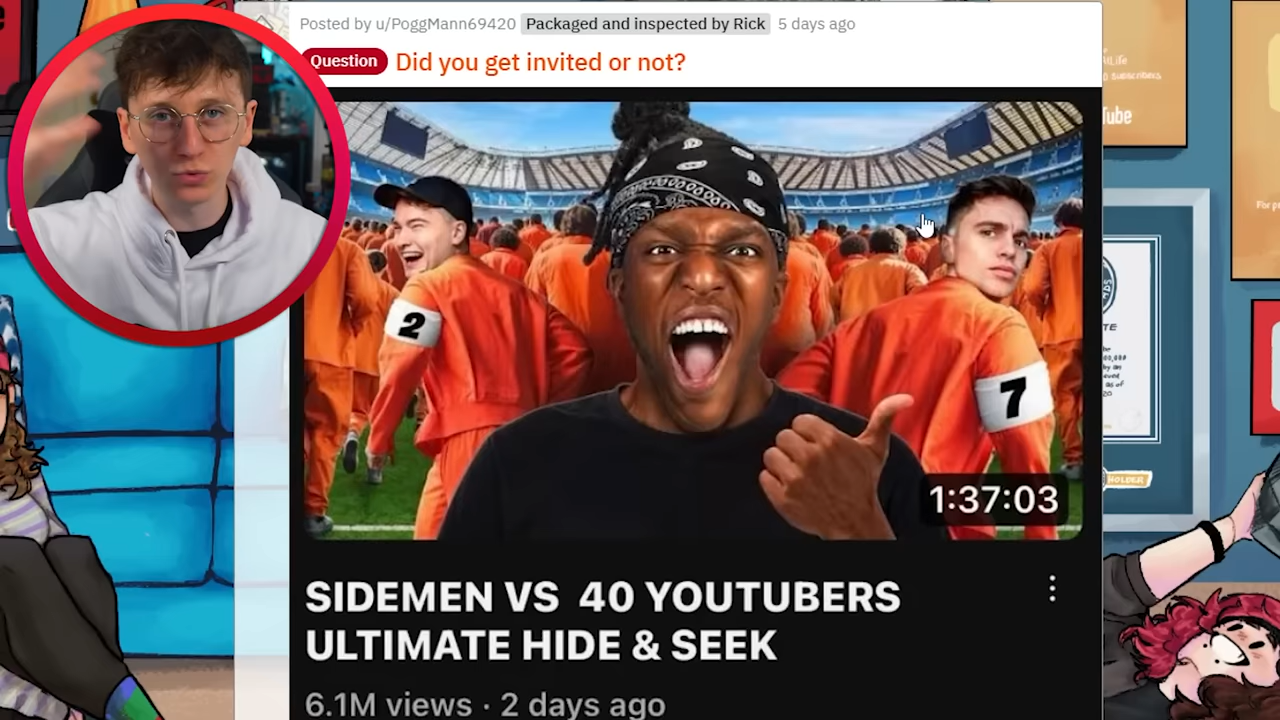 Posted by u/PoggMann69420 Packaged and inspected by Rick 5 days ago
Question Did you get invited or not?
2
7
1:37:03
SIDEMEN VS 40 YOUTUBERS
ULTIMATE HIDE & SEEK
6.1M views · 2 days ago
HOLDER